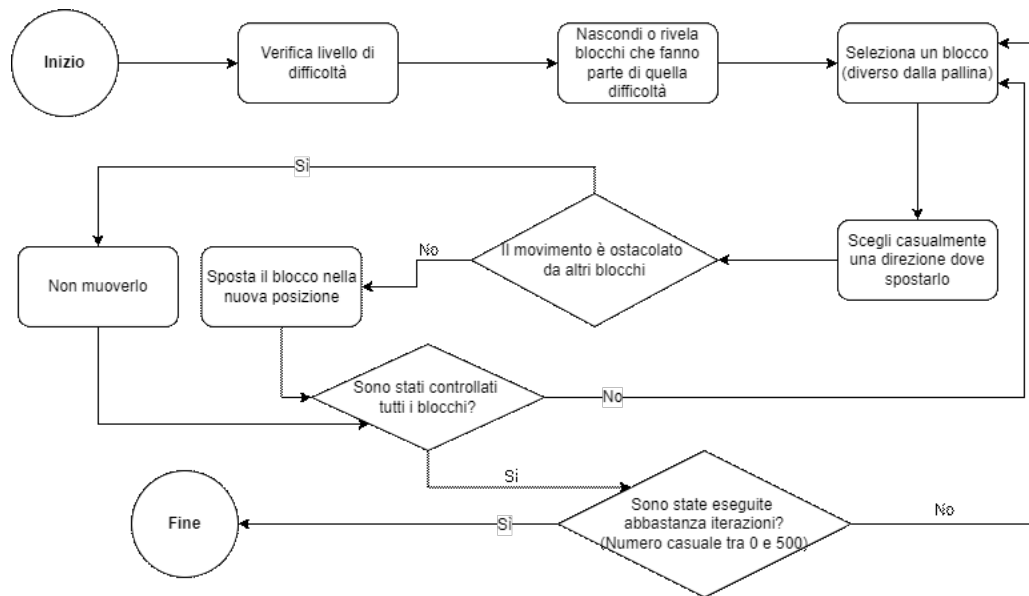 Inizio
Verifica livello di
difficoltà
Nascondi o rivela
blocchi che fanno
parte di quella
difficoltà
Seleziona un blocco
(diverso dalla pallina)
Si
Non muoverlo
Sposta il blocco nella
nuova posizione
No
Il movimento è ostacolato
da altri blocchi
Scegli casualmente
una direzione dove
spostarlo
Sono stati controllati
tutti i blocchi?
No
Si
Fine
Si
Sono state eseguite
abbastanza iterazioni?
(Numero casuale tra 0 e 500)
No